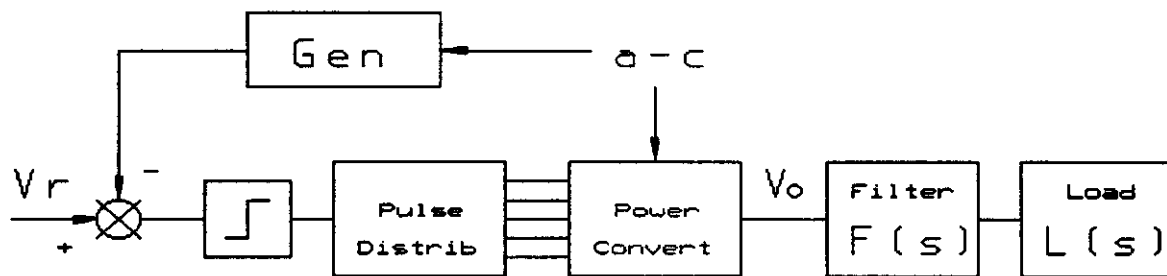 Gen
a-c
Vr
-
+
Pulse
Distrib
Power
Convert
Vo
Filter
F(s)
Load
L(s)